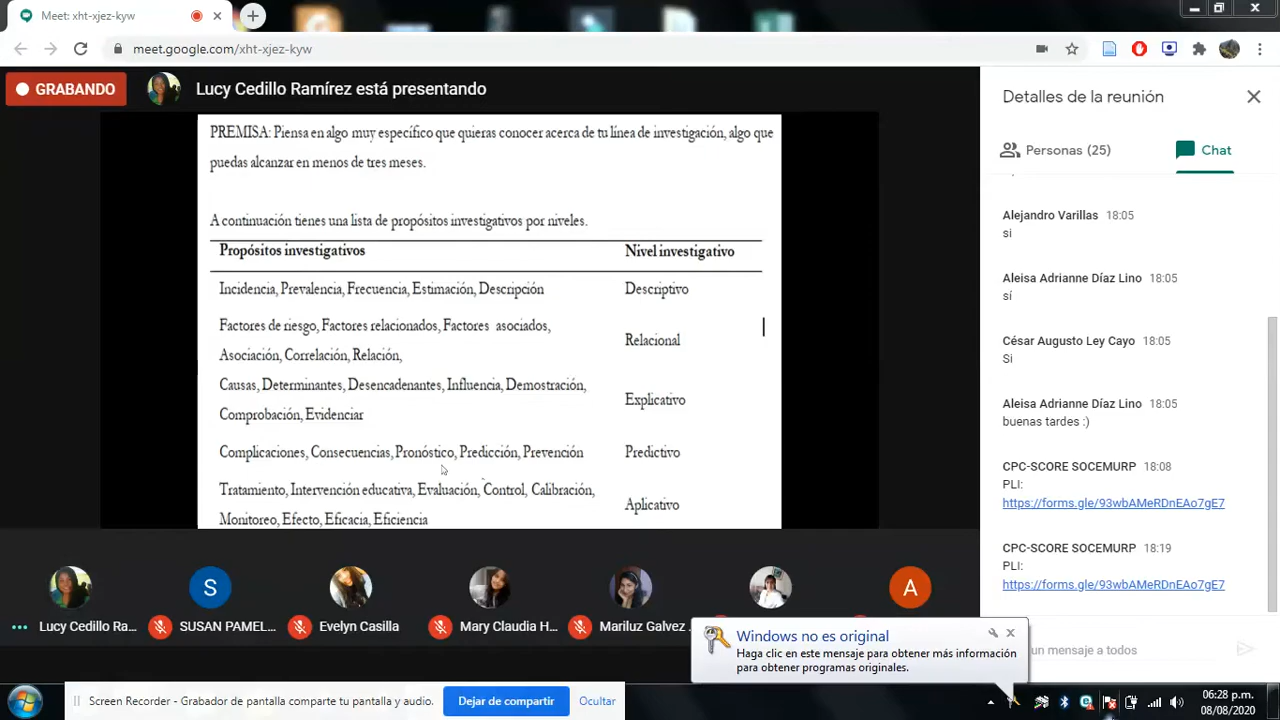 Meet: xht-xjez-kyw
meet.google.com/xht-xjez-kyw
GRABANDO
Lucy Cedillo Ramírez está presentando
PREMISA: Piensa en algo muy específico que quieras conocer acerca de tu línea de investigación, algo que
puedas alcanzar en menos de tres meses.
A continuación tienes una lista de propósitos investigativos por niveles.
Propósitos investigativos
Nivel investigativo
Incidencia, Prevalencia, Frecuencia, Estimación, Descripción
Descriptivo
Factores de riesgo, Factores relacionados, Factores asociados,
Asociación, Correlación, Relación,
Relacional
Causas, Determinantes, Desencadenantes, Influencia, Demostración,
Comprobación, Evidenciar
Explicativo
Complicaciones, Consecuencias, Pronóstico, Predicción, Prevención
Predictivo
Tratamiento, Intervención educativa, Evaluación, Control, Calibración,
Monitoreo, Efecto, Eficacia, Eficiencia
Aplicativo
S
A
Lucy Cedillo Ra...
SUSAN PAMEL...
Evelyn Casilla
Mary Claudia H...
Mariluz Galvez
Detalles de la reunión
Personas (25)
Chat
Alejandro Varillas 18:05
si
Aleisa Adrianne Díaz Lino 18:05
sí
César Augusto Ley Cayo 18:05
Si
Aleisa Adrianne Díaz Lino 18:05
buenas tardes :)
CPC-SCORE SOCEMURP 18:08
PLI:
https://forms.gle/93wbAMeRDnEAo7gE7
CPC-SCORE SOCEMURP 18:19
PLI:
https://forms.gle/93wbAMeRDnEAo7gE7
un mensaje a todos
Windows no es original
Haga clic en este mensaje para obtener más información
para obtener programas originales.
Screen Recorder - Grabador de pantalla comparte tu pantalla y audio.
Dejar de compartir
Ocultar
06:28 p.m.
08/08/2020